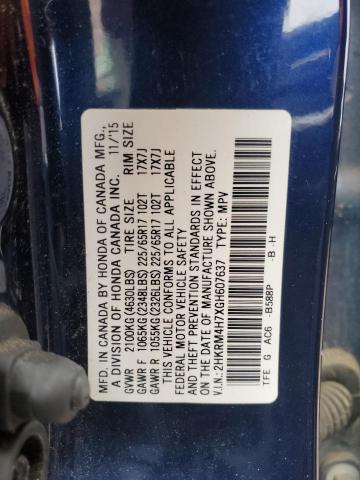 MFD. IN CANADA BY HONDA OF CANADA MFG.,
A DIVISION OF HONDA CANADA INC. 11/15
GVWR 2100KG(4630LBS) TIRE SIZE RIM SIZE
GAWR F 1065KG(2348LBS) 225/65R17 102T 17X7J
GAWR R 1055KG(2326LBS) 225/65R17 102T 17X7J
THIS VEHICLE CONFORMS TO ALL APPLICABLE
FEDERAL MOTOR VEHICLE SAFETY
AND THEFT PREVENTION STANDARDS IN EFFECT
ON THE DATE OF MANUFACTURE SHOWN ABOVE.
V.I.N.: 2HKRM4H7XGH607637 TYPE: MPV
TFE G AC6 -B588P -B -H